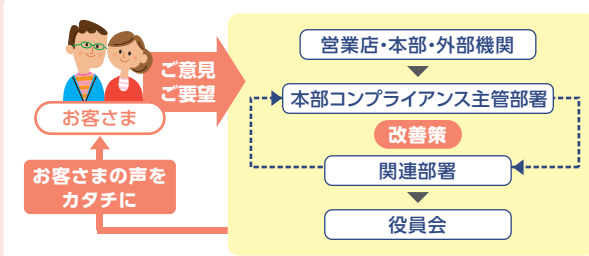 ご意見
ご要望
お客さま
お客さまの声を
カタチに
営業店・本部・外部機関
本部コンプライアンス主管部署
改善策
関連部署
役員会